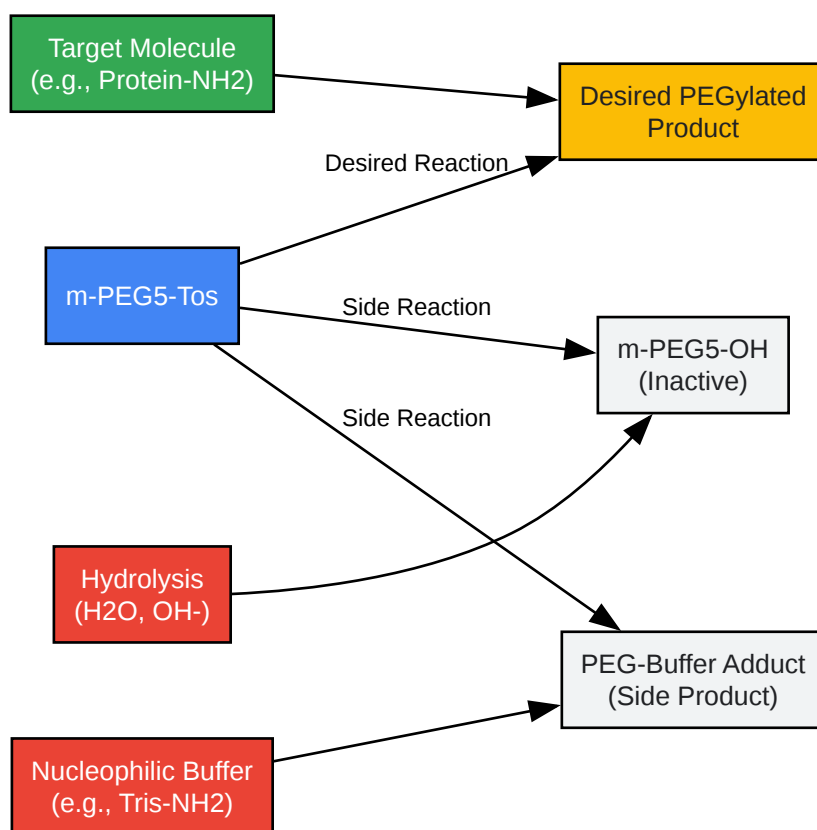 Target Molecule
(e.g., Protein-NH2)
Desired PEGylated
Product
Desired Reaction
m-PEG5-Tos
Side Reaction
m-PEG5-OH
(Inactive)
Side Reaction
Hydrolysis
(H2O, OH-)
PEG-Buffer Adduct
(Side Product)
Nucleophilic Buffer
(e.g., Tris-NH2)